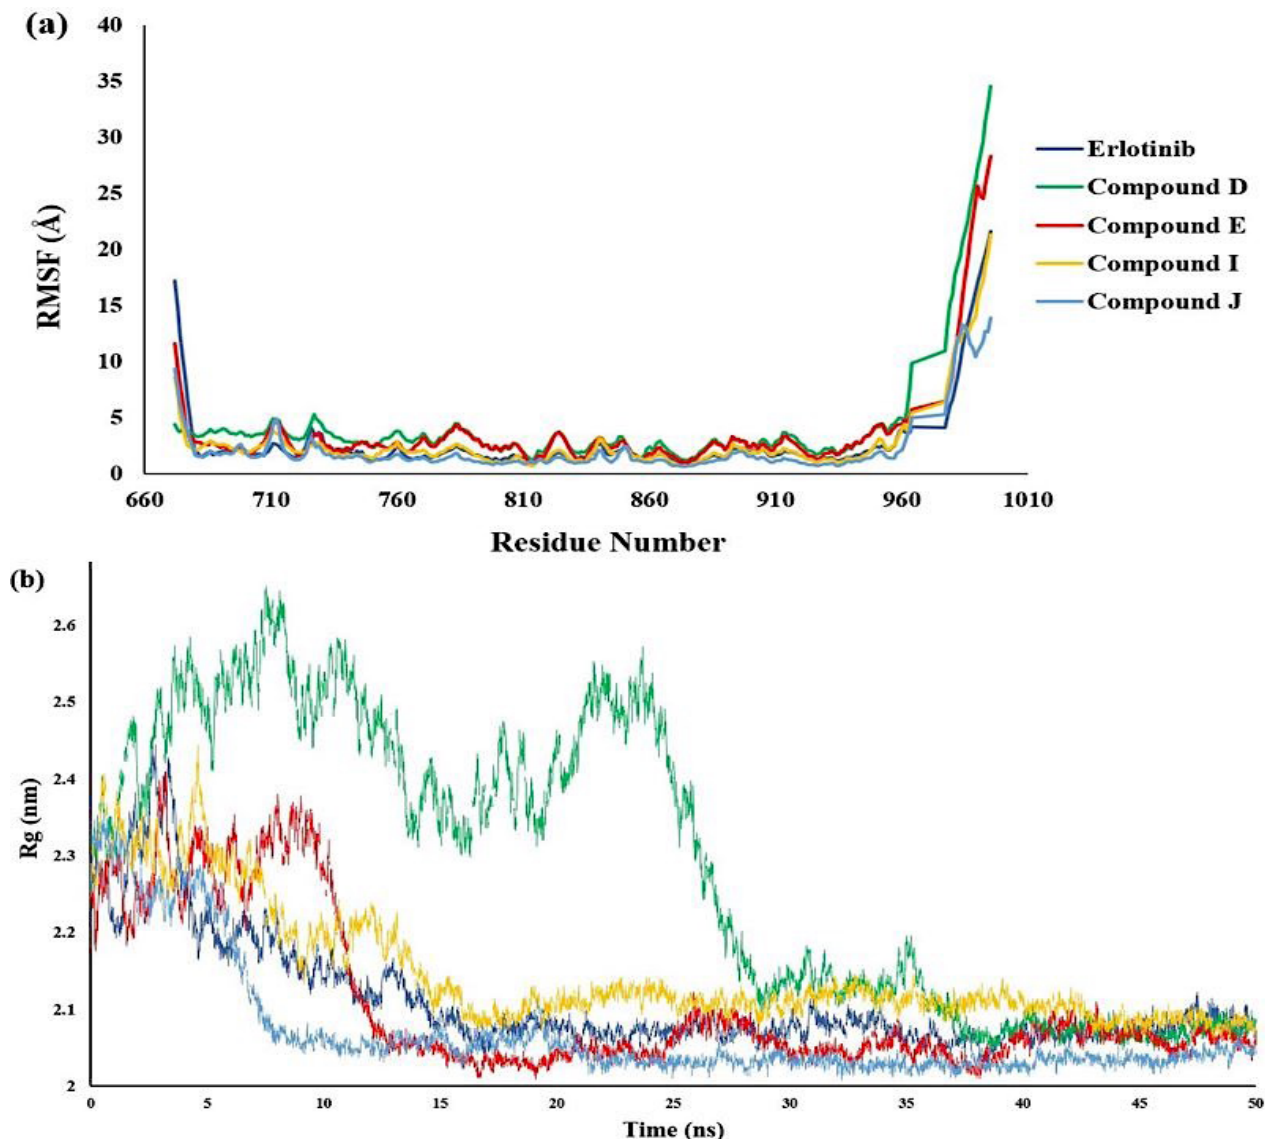 (a)
40
35
30
25
20
15
10
5
0
RMSF (Å)
660 710 760 810 860 910 960 1010
Residue Number
Erlotinib
Compound D
Compound E
Compound I
Compound J
(b)
2.6
2.5
2.4
2.3
2.2
2.1
2
Rg (nm)
0 5 10 15 20 25 30 35 40 45 50
Time (ns)